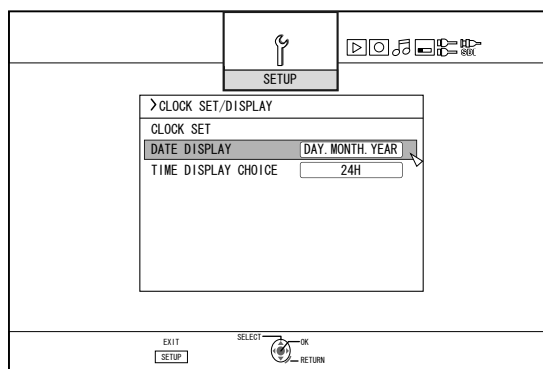 SETUP
>CLOCK SET/DISPLAY
CLOCK SET
DATE DISPLAY DAY. MONTH. YEAR
TIME DISPLAY CHOICE 24H
EXIT SELECT OK
SETUP RETURN